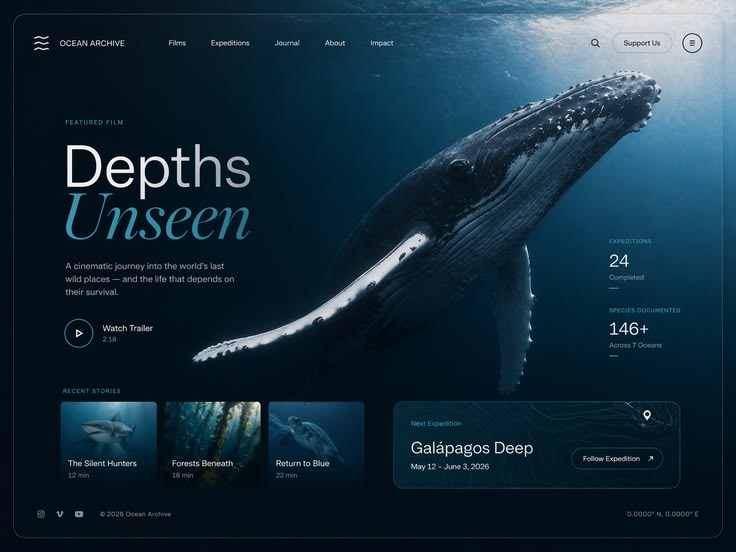 OCEAN ARCHIVE
Films
Expeditions
Journal
About
Impact
Support Us
FEATURED FILM
Depths
Unseen
A cinematic journey into the world's last
wild places — and the life that depends on
their survival.
Watch Trailer
2:18
EXPEDITIONS
24
Completed
SPECIES DOCUMENTED
146+
Across 7 Oceans
RECENT STORIES
The Silent Hunters
12 min
Forests Beneath
18 min
Return to Blue
22 min
Next Expedition
Galápagos Deep
May 12 – June 3, 2026
Follow Expedition
© 2026 Ocean Archive
0.0000° N, 0.0000° E